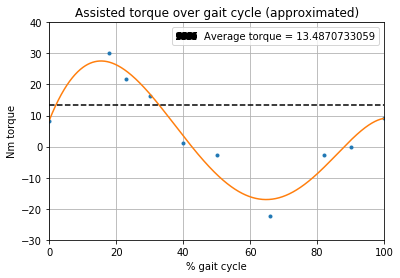 Assisted torque over gait cycle (approximated)
Average torque = 13.4870733059
40
30
20
10
0
−10
−20
−30
Nm torque
0 20 40 60 80 100
% gait cycle